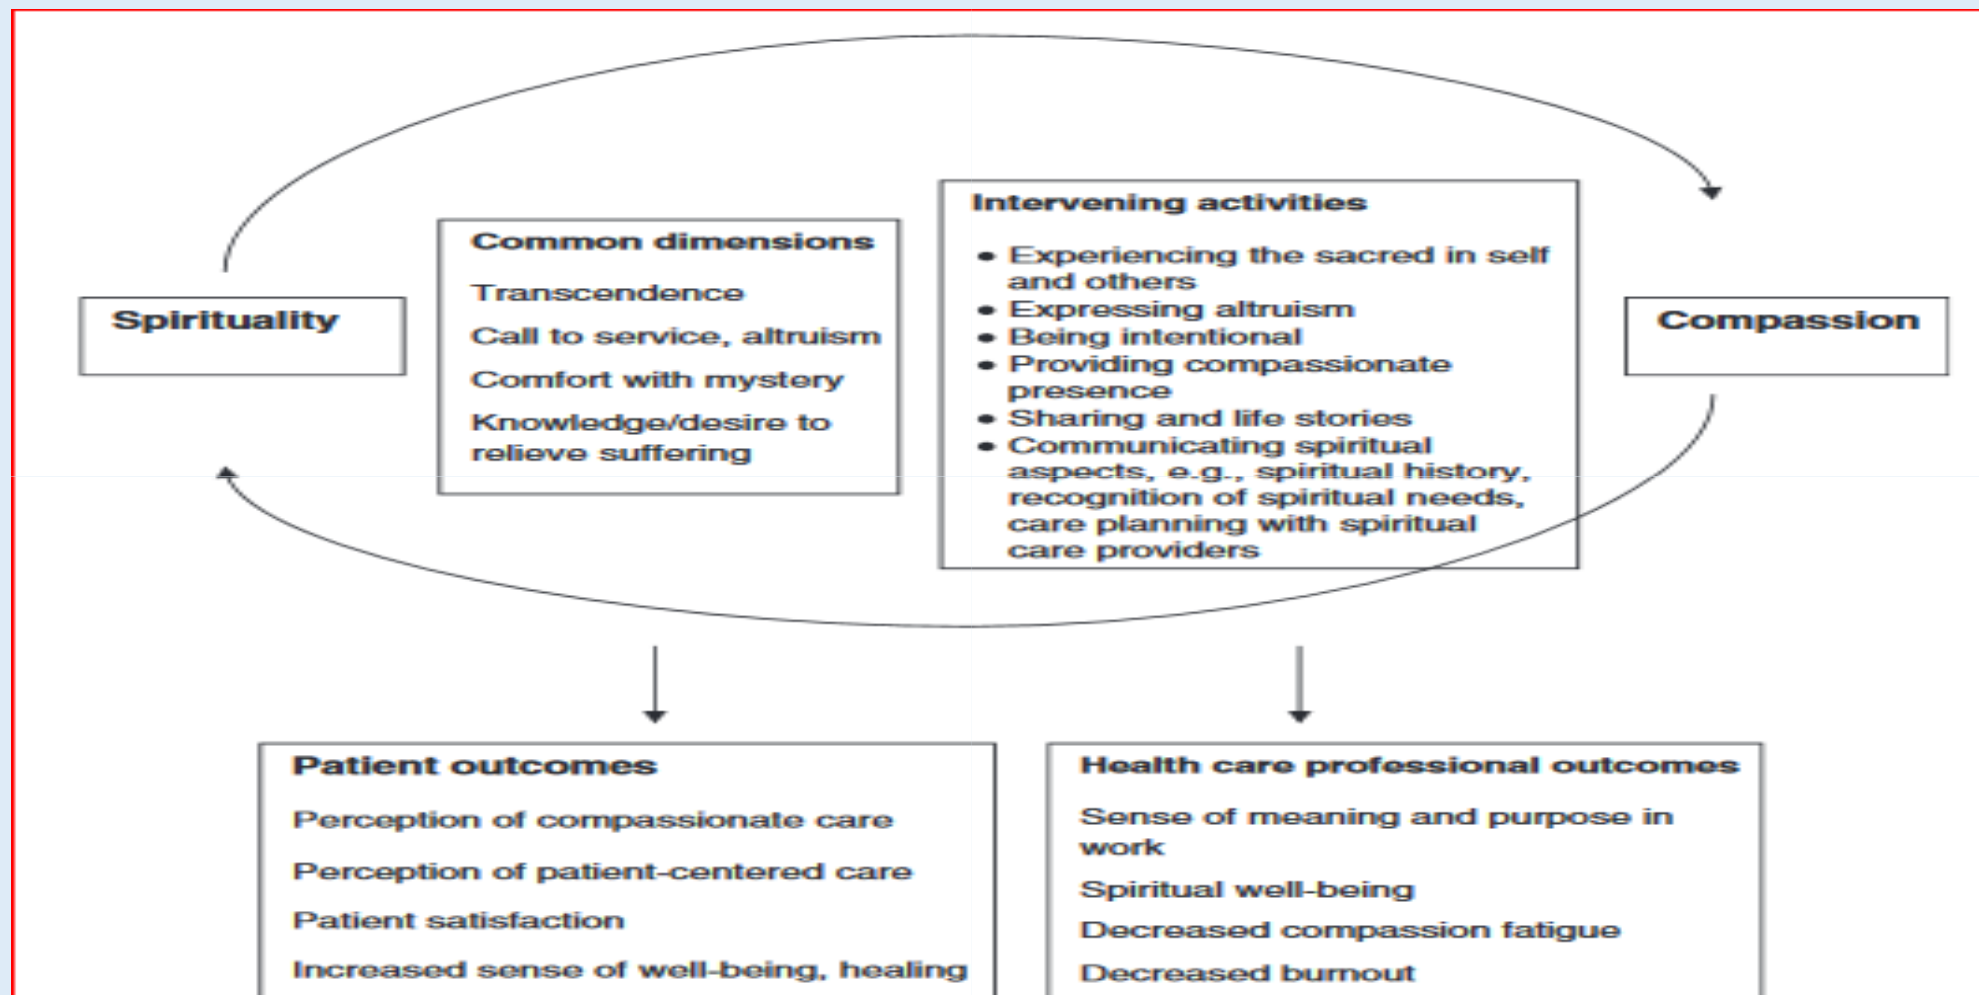 Spirituality
Common dimensions
Transcendence
Call to service, altruism
Comfort with mystery
Knowledge/desire to
relieve suffering
Intervening activities
• Experiencing the sacred in self
and others
• Expressing altruism
• Being intentional
• Providing compassionate
presence
• Sharing and life stories
• Communicating spiritual
aspects, e.g., spiritual history,
recognition of spiritual needs,
care planning with spiritual
care providers
Compassion
Patient outcomes
Perception of compassionate care
Perception of patient-centered care
Patient satisfaction
Increased sense of well-being, healing
Health care professional outcomes
Sense of meaning and purpose in
work
Spiritual well-being
Decreased compassion fatigue
Decreased burnout